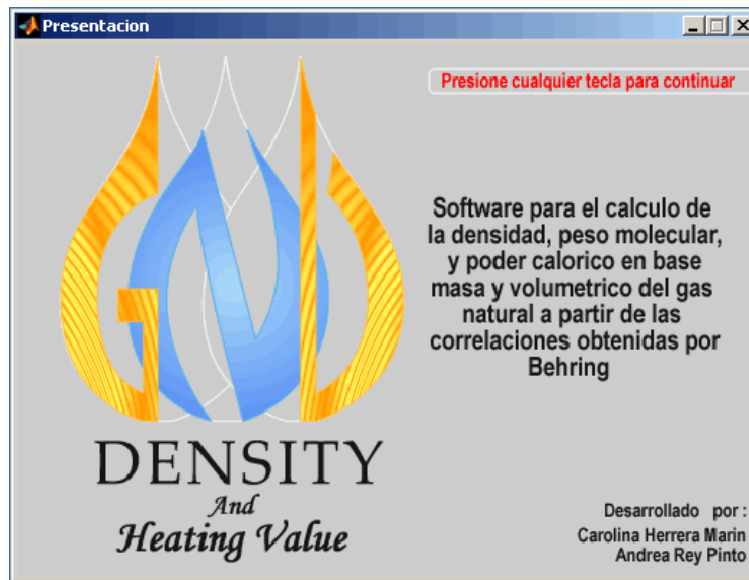 Presentacion
Presione cualquier tecla para continuar
Software para el calculo de
la densidad, peso molecular,
y poder calorico en base
masa y volumetrico del gas
natural a partir de las
correlaciones obtenidas por
Behring
GND
DENSITY
And
Heating Value
Desarrollado por :
Carolina Herrera Marin
Andrea Rey Pinto